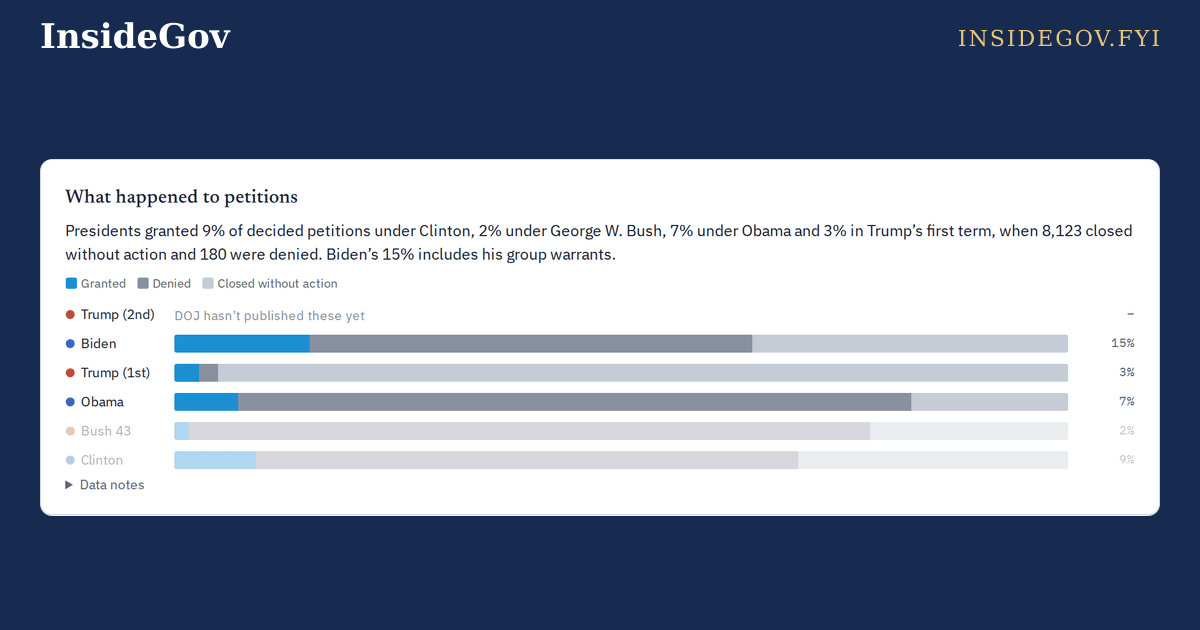 InsideGov
INSIDEGOV.FYI
What happened to petitions
Presidents granted 9% of decided petitions under Clinton, 2% under George W. Bush, 7% under Obama and 3% in Trump’s first term, when 8,123 closed
without action and 180 were denied. Biden’s 15% includes his group warrants.
Granted Denied Closed without action
Trump (2nd) DOJ hasn’t published these yet –
Biden 15%
Trump (1st) 3%
Obama 7%
Bush 43 2%
Clinton 9%
Data notes